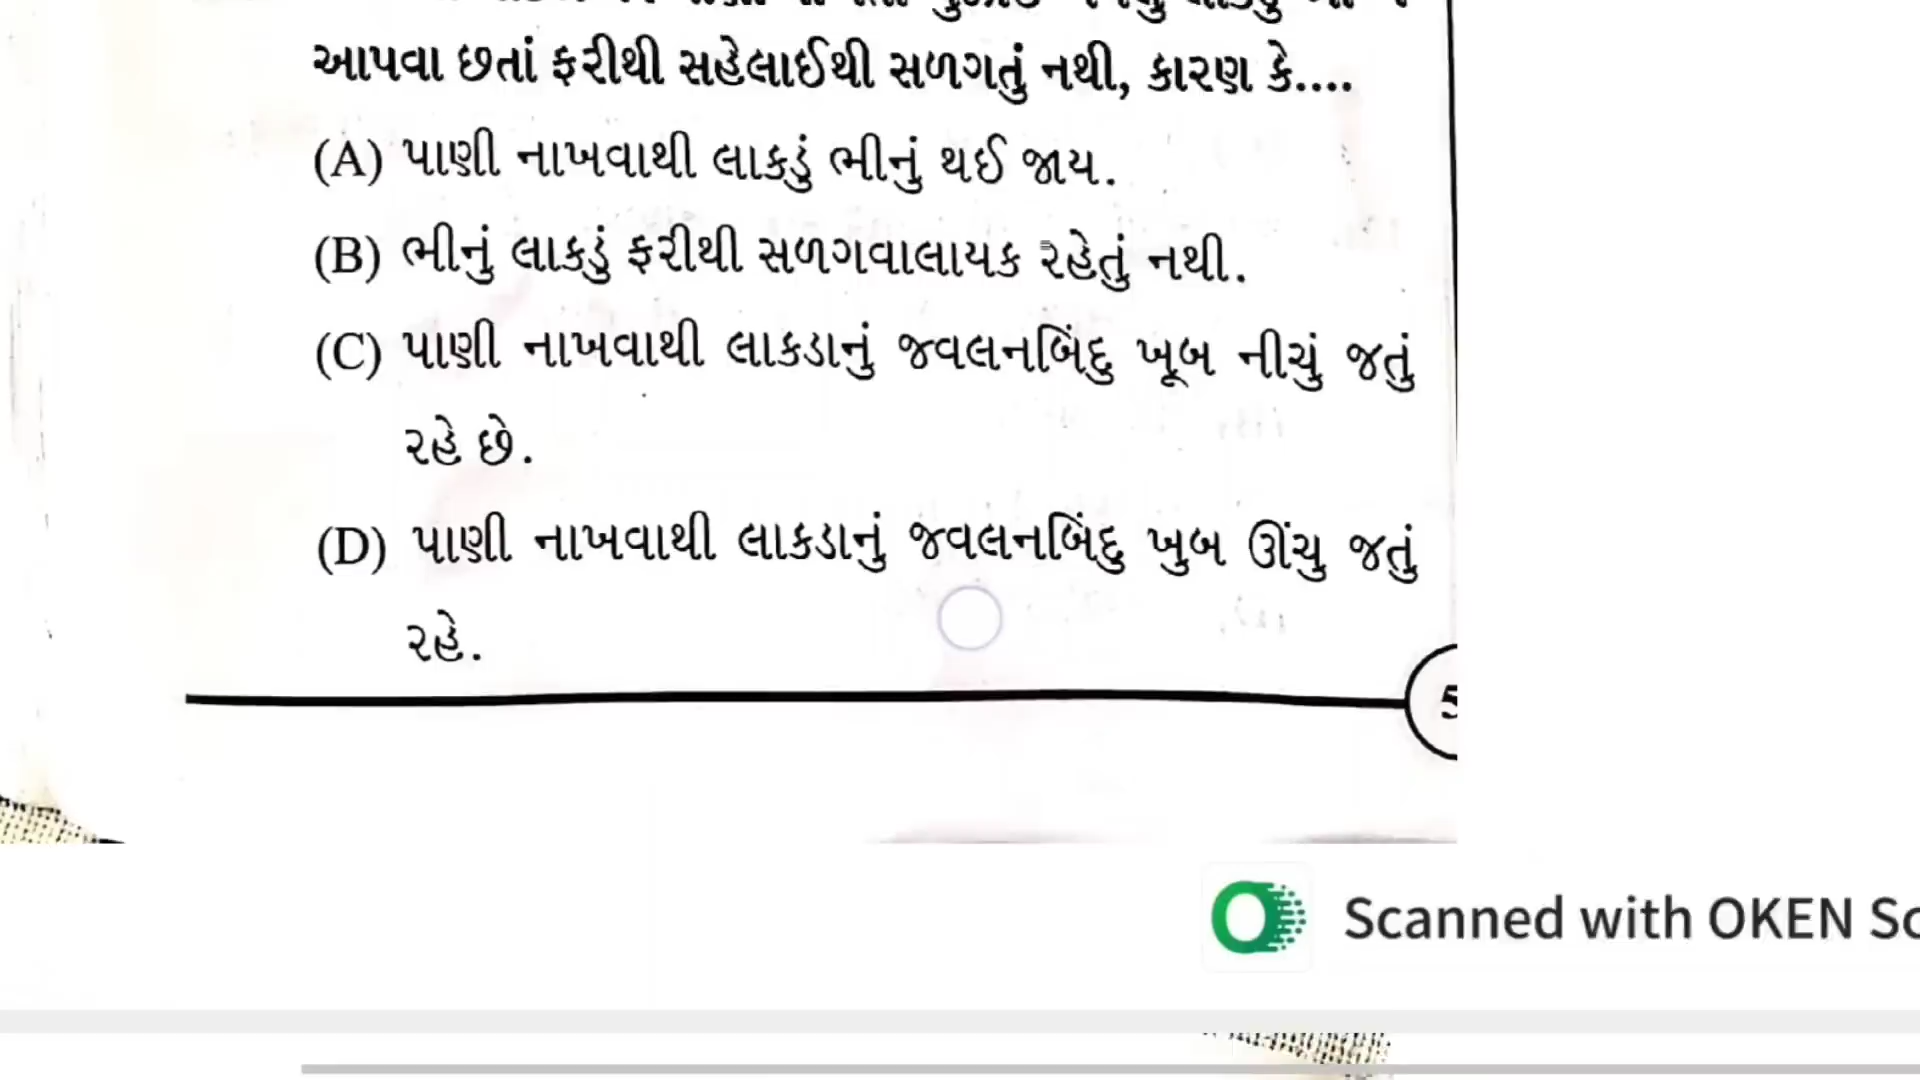 આપવા છતાં ફરીથી સહેલાઈથી સળગતું નથી, કારણ કે....
(A) પાણી નાખવાથી લાકડું ભીનું થઈ જાય.
(B) ભીનું લાકડું ફરીથી સળગવાલાયક રહેતું નથી.
(C) પાણી નાખવાથી લાકડાનું જ્વલનબિંદુ ખૂબ નીચું જતું
રહે છે.
(D) પાણી નાખવાથી લાકડાનું જ્વલનબિંદુ ખુબ ઊંચુ જતું
રહે.
5
Scanned with OKEN Sc